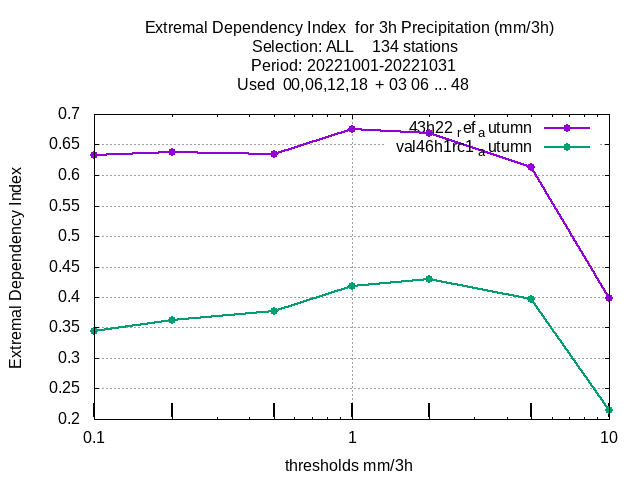 Extremal Dependency Index  for 3h Precipitation (mm/3h)
Selection: ALL    134 stations
Period: 20221001-20221031
Used  00,06,12,18  + 03 06 ... 48
43h22_ref_autumn
val46h1rc1_autumn
Extremal Dependency Index
0.7
0.65
0.6
0.55
0.5
0.45
0.4
0.35
0.3
0.25
0.2
0.1 1 10
thresholds mm/3h